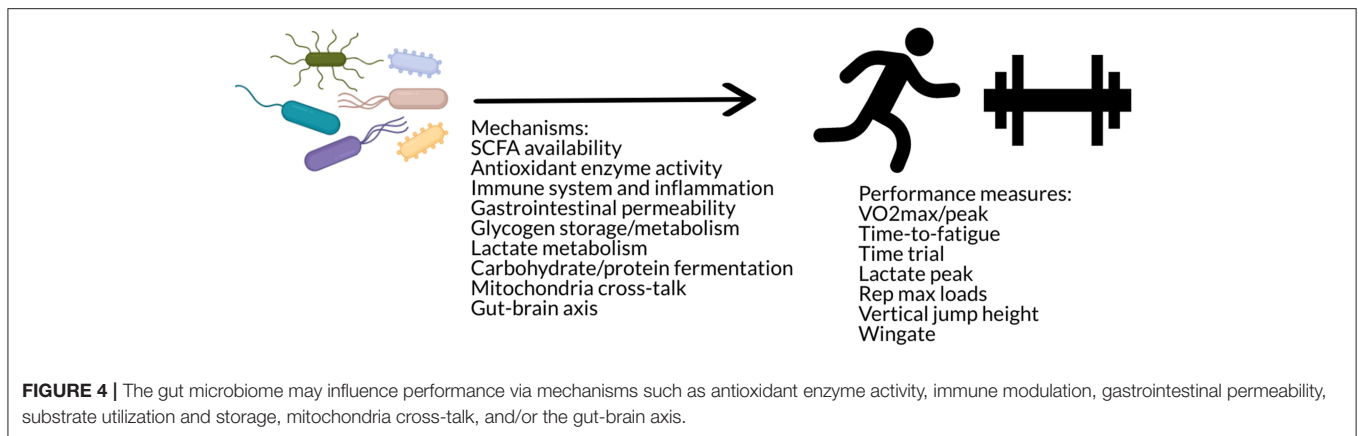 Mechanisms:
SCFA availability
Antioxidant enzyme activity
Immune system and inflammation
Gastrointestinal permeability
Glycogen storage/metabolism
Lactate metabolism
Carbohydrate/protein fermentation
Mitochondria cross-talk
Gut-brain axis
Performance measures:
VO2max/peak
Time-to-fatigue
Time trial
Lactate peak
Rep max loads
Vertical jump height
Wingate
FIGURE 4 | The gut microbiome may influence performance via mechanisms such as antioxidant enzyme activity, immune modulation, gastrointestinal permeability,
substrate utilization and storage, mitochondria cross-talk, and/or the gut-brain axis.